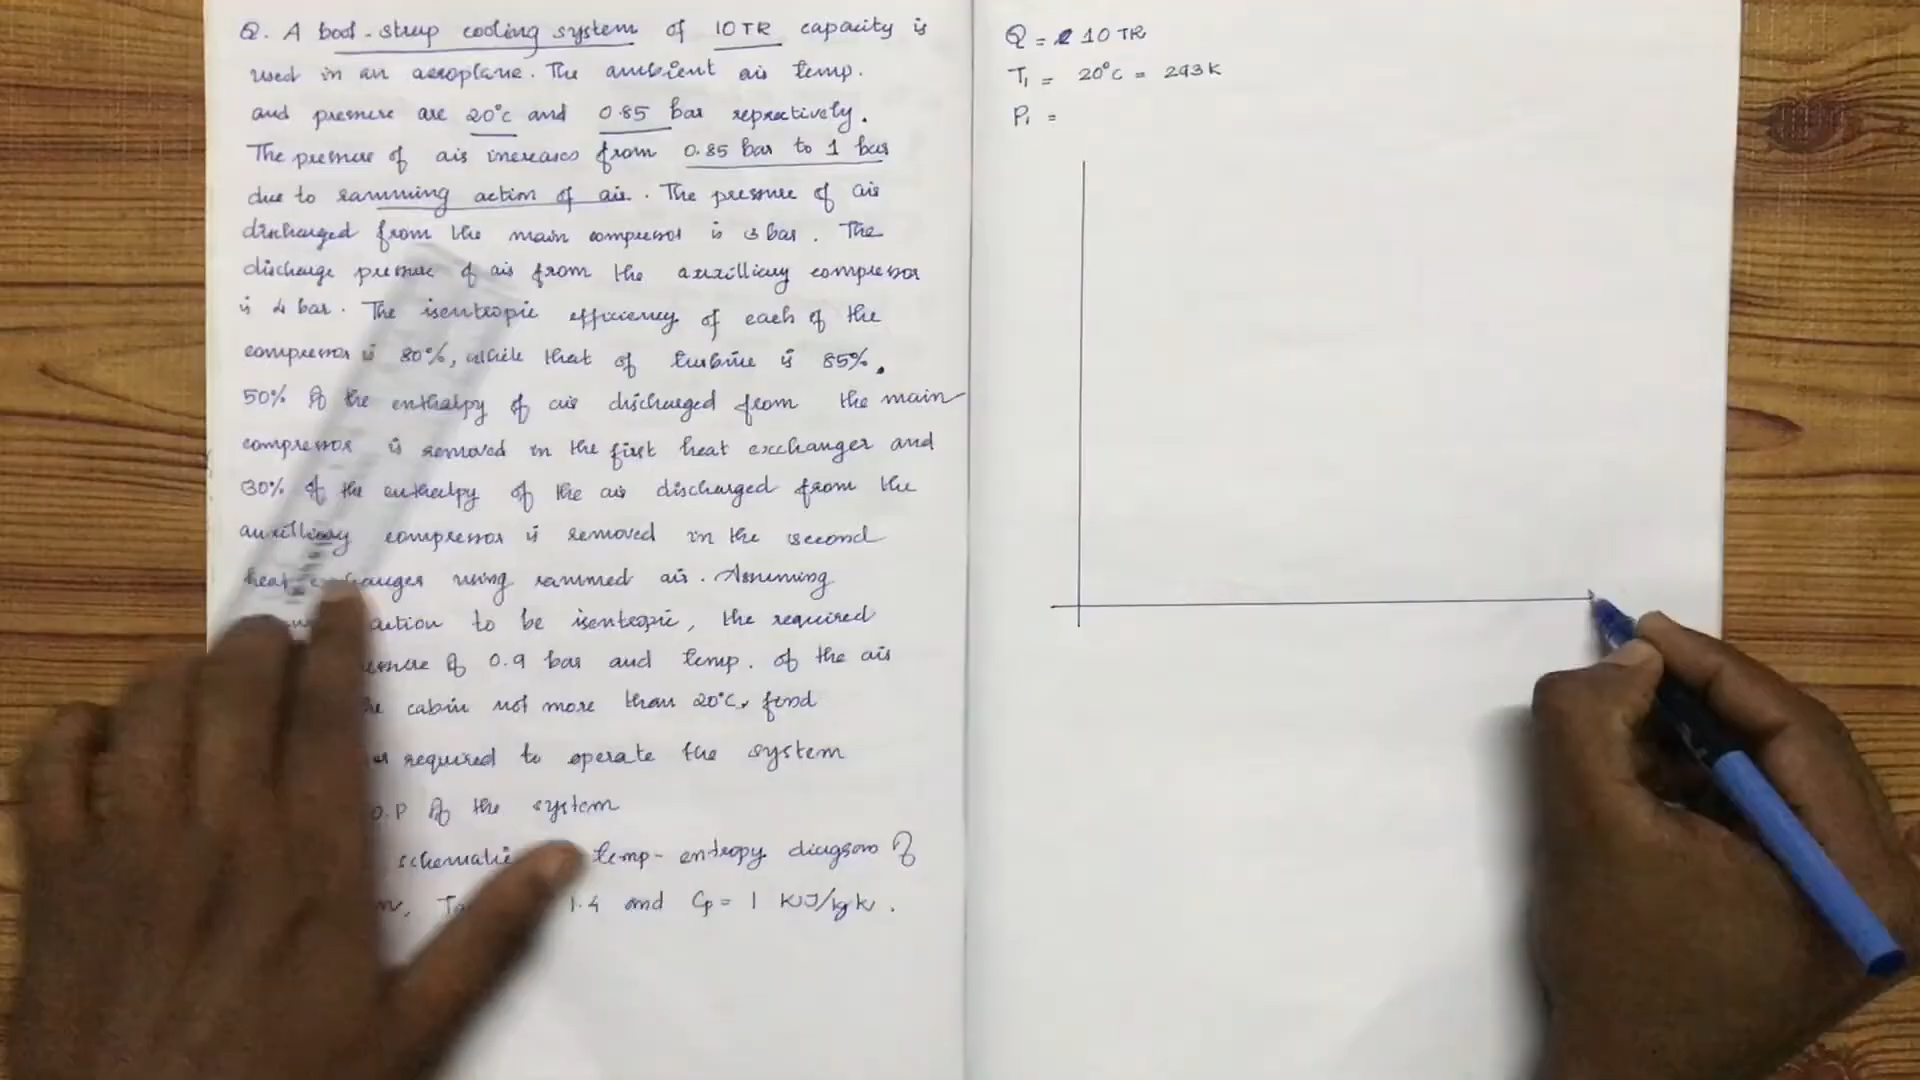 Q. A boot-strup cooling system of 10TR capacity is
used in an aeroplane. The ambient air temp.
and pressure are 20°C and 0.85 bar repectively.
The pressure of air increases from 0.85 bar to 1 bar
due to ramming action of air. The pressure of air
discharged from the main compressor is 3 bar. The
discharge pressure of air from the auxilliary compressor
is 4 bar. The isentropic efficiency of each of the
compressor is 80%, while that of turbine is 85%.
50% of the enthalpy of air discharged from the main
compressor is removed in the first heat exchanger and
30% of the enthalpy of the air discharged from the
auxilliary compressor is removed in the second
heat using rammed air. Assuming
action to be isentropic, the required
of 0.9 bar and temp. of the air
cabin not more than 20°C, find
required to operate the system
O.P of the system
schematic temp-entropy diagram of
1.4 and Cp = 1 KJ/kg k.
Q = 10 TR
T1 = 20°C = 293K
P1 =